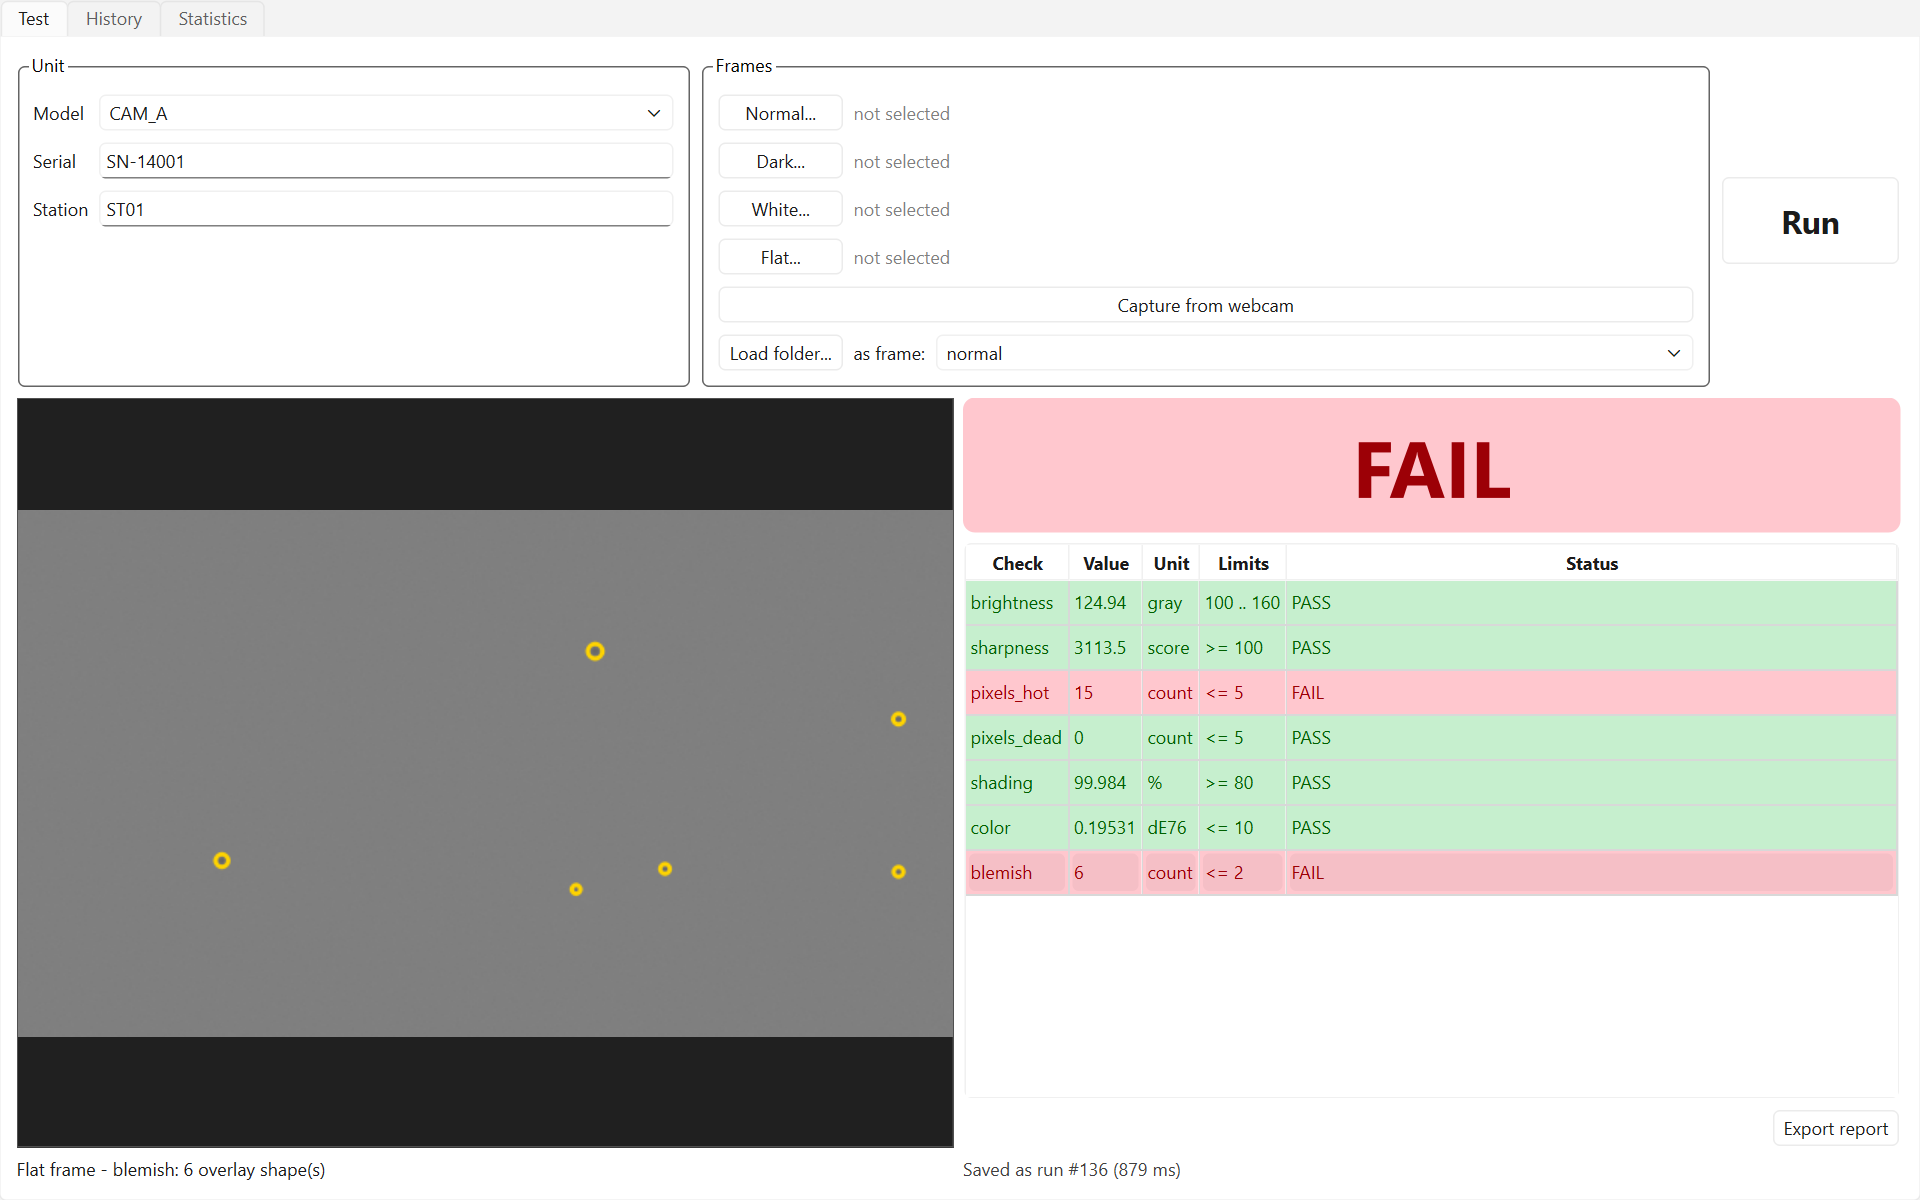 Test History Statistics
Unit
Model CAM_A
Serial SN-14001
Station ST01
Frames
Normal... not selected
Dark... not selected
White... not selected
Flat... not selected
Capture from webcam
Load folder... as frame: normal
Run
FAIL
Check Value Unit Limits Status
brightness 124.94 gray 100 .. 160 PASS
sharpness 3113.5 score >= 100 PASS
pixels_hot 15 count <= 5 FAIL
pixels_dead 0 count <= 5 PASS
shading 99.984 % >= 80 PASS
color 0.19531 dE76 <= 10 PASS
blemish 6 count <= 2 FAIL
Export report
Flat frame - blemish: 6 overlay shape(s)
Saved as run #136 (879 ms)